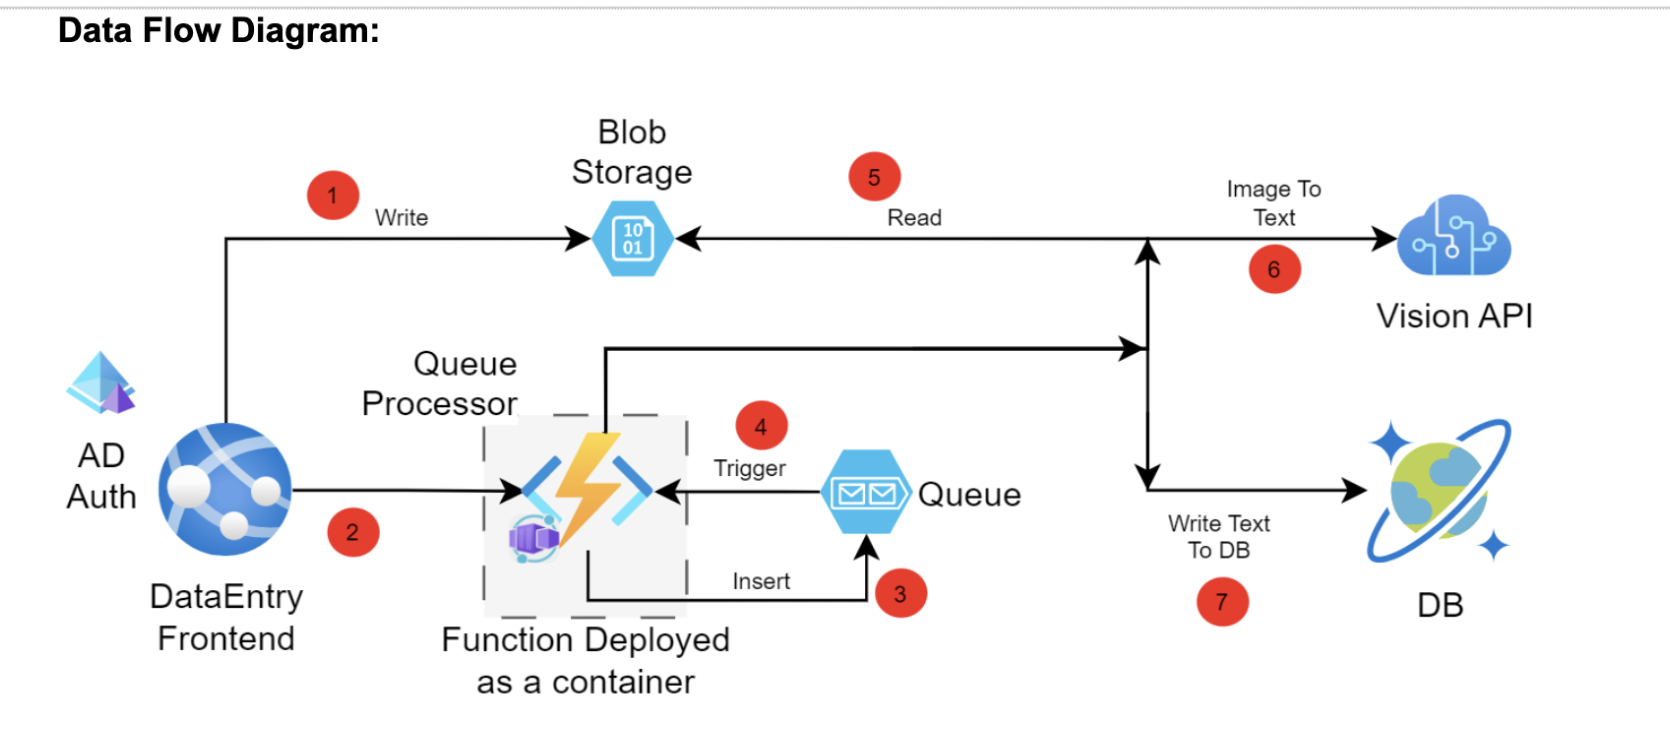 Data Flow Diagram:
Blob
Storage
1
Write
10
01
5
Read
Image To
Text
6
Vision API
AD
Auth
DataEntry
Frontend
2
Queue
Processor
Function Deployed
as a container
4
Trigger
Queue
Insert
3
Write Text
To DB
7
DB